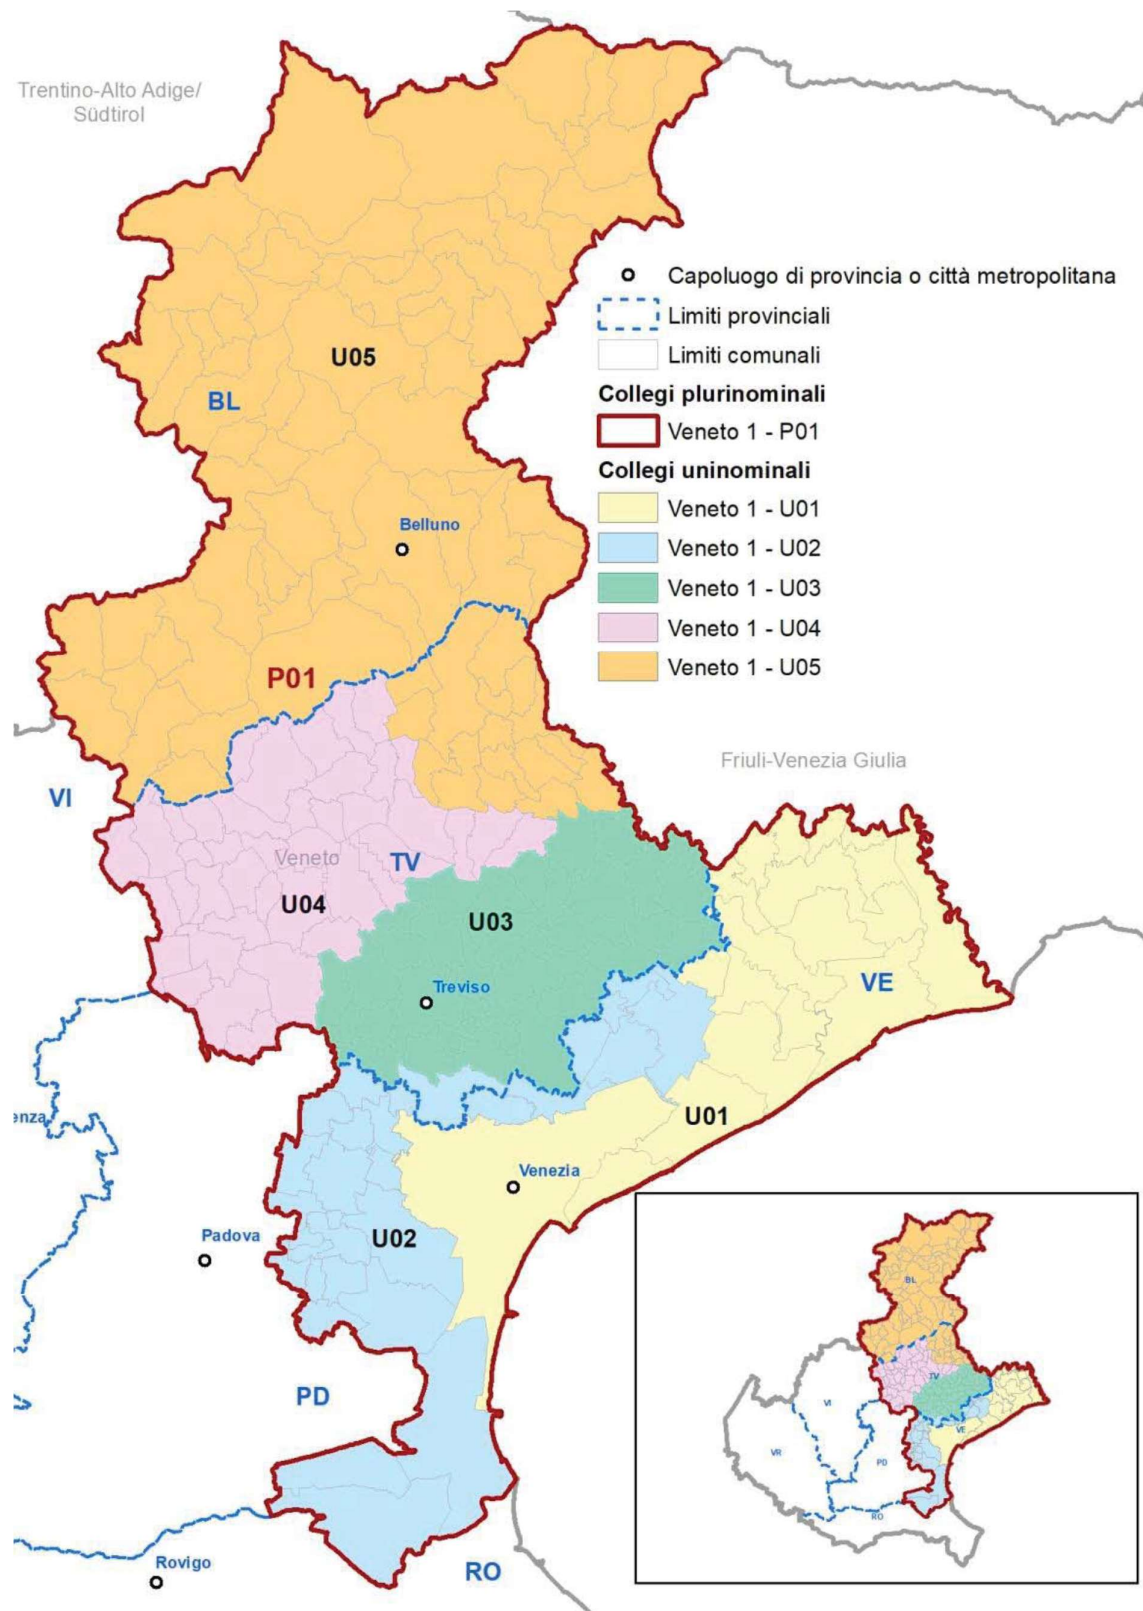 Trentino-Alto Adige/
Südtirol
Capoluogo di provincia o città metropolitana
Limiti provinciali
Limiti comunali
Collegi plurinominali
Veneto 1 - P01
Collegi uninominali
Veneto 1 - U01
Veneto 1 - U02
Veneto 1 - U03
Veneto 1 - U04
Veneto 1 - U05
U05
BL
Belluno
P01
Friuli-Venezia Giulia
VI
Veneto
TV
U04
U03
VE
Treviso
enza
U01
Venezia
Padova
U02
PD
Rovigo
RO
BL
TV
VI
VE
VR
PD
RO